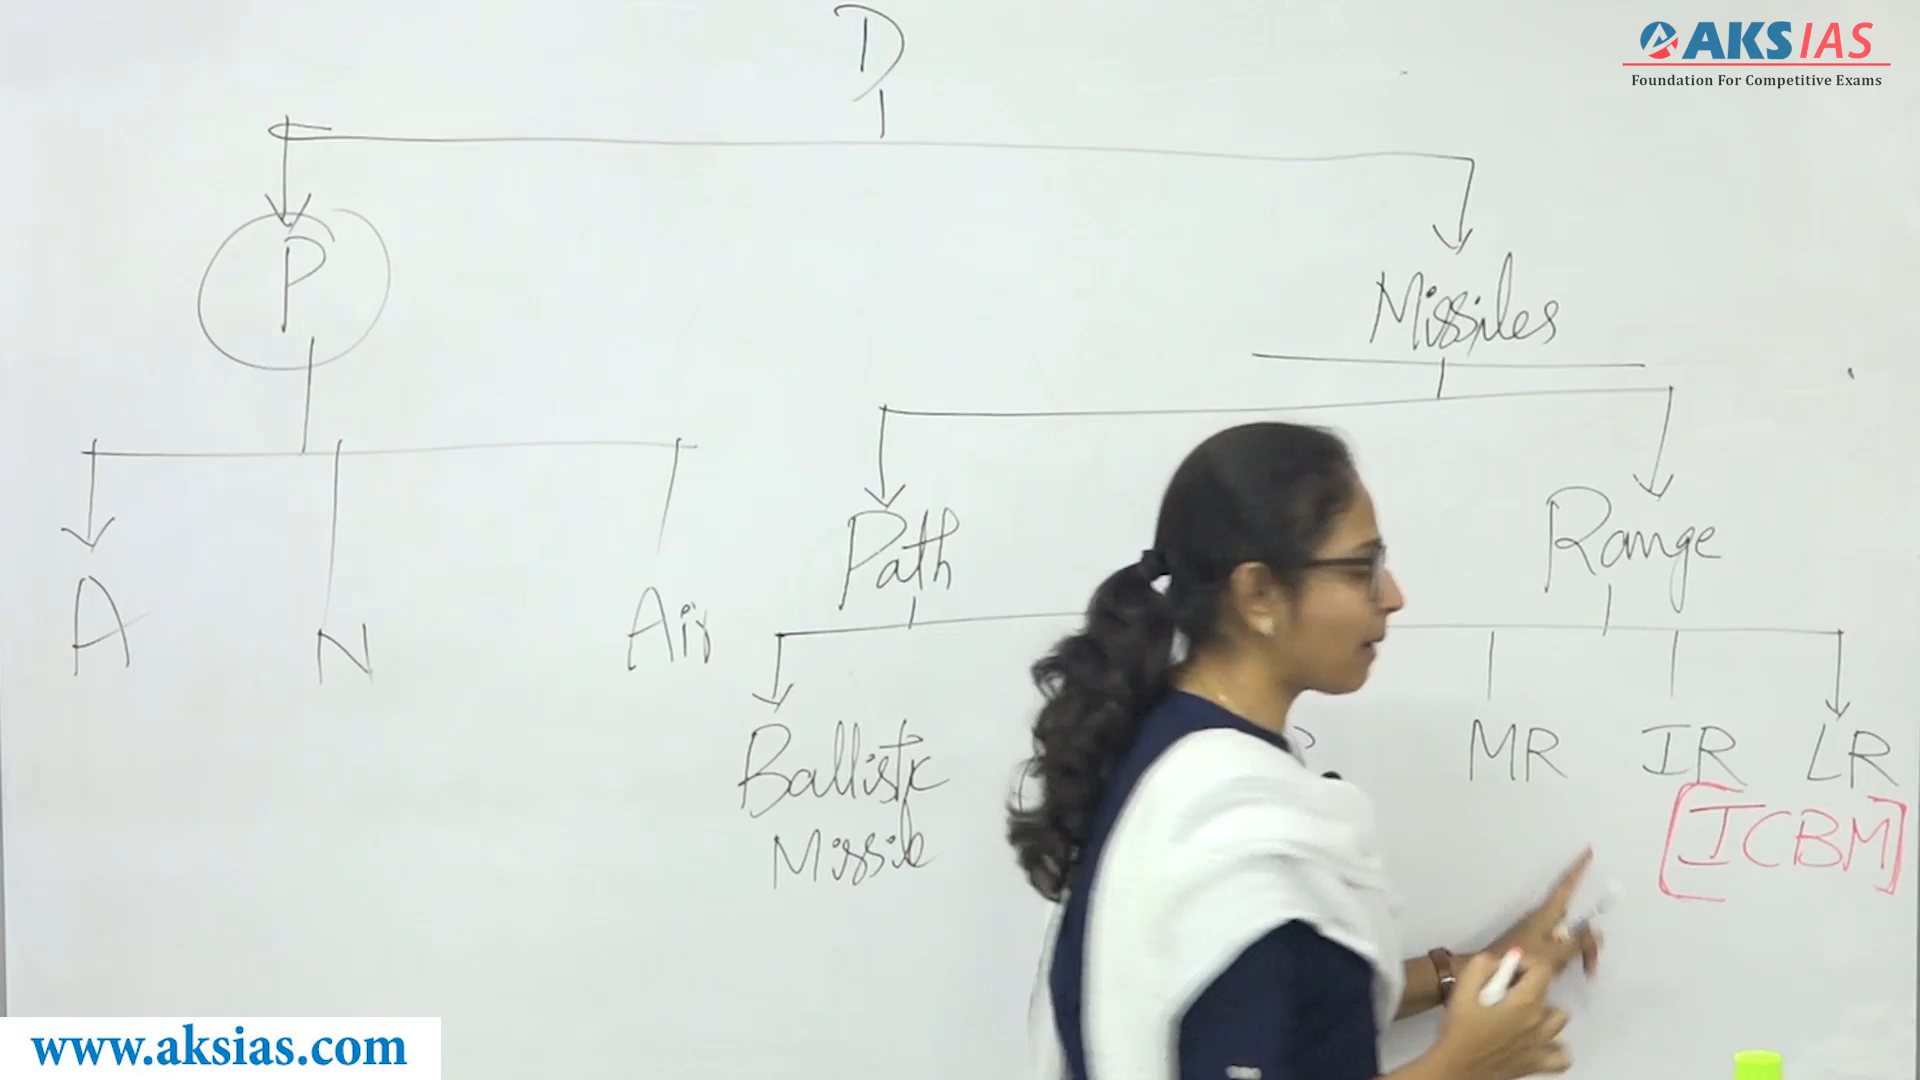 D
AKS IAS
Foundation For Competitive Exams
P
Missiles
Path
Range
A
N
Air
Ballistic
Missile
MR
IR
LR
[ICBM]
www.aksias.com